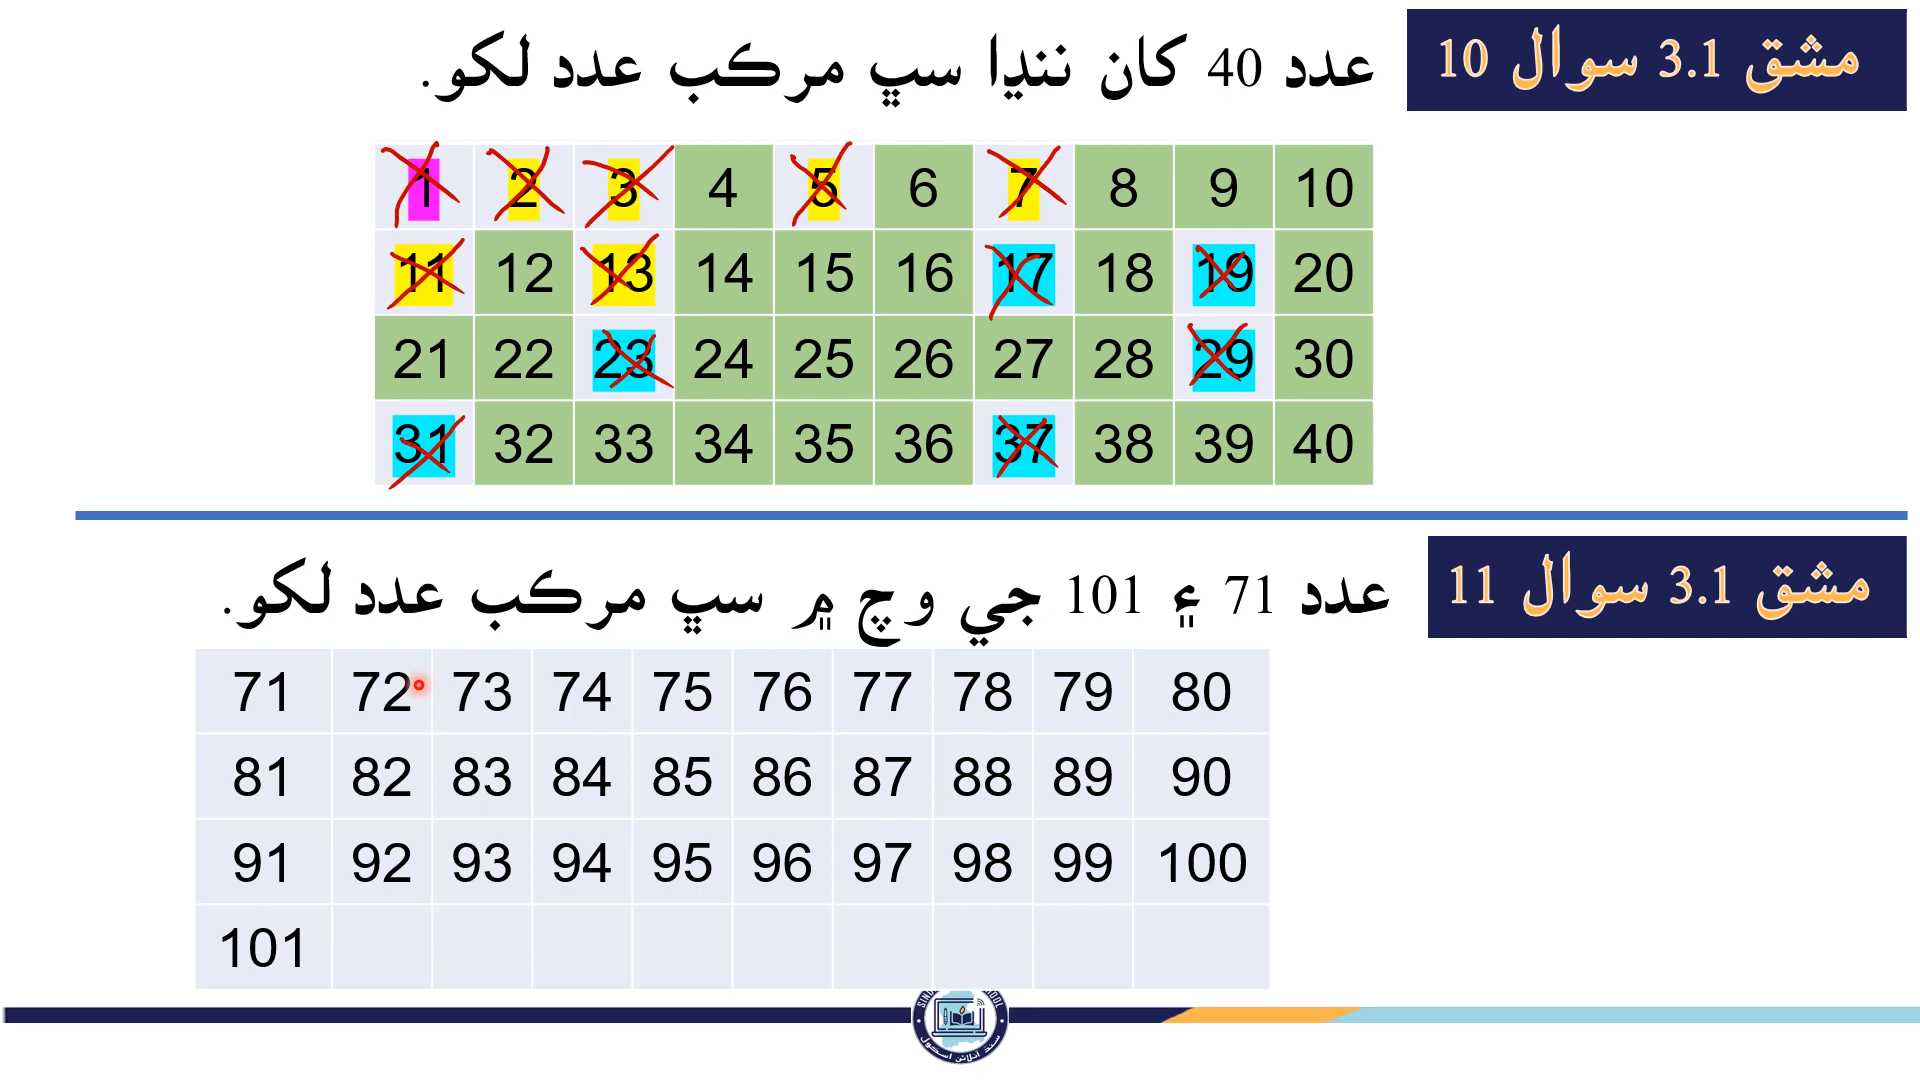 مشق 3.1 سوال 10
عدد 40 کان ننڍا سڀ مرڪب عدد لکو.
1 2 3 4 5 6 7 8 9 10
11 12 13 14 15 16 17 18 19 20
21 22 23 24 25 26 27 28 29 30
31 32 33 34 35 36 37 38 39 40
مشق 3.1 سوال 11
عدد 71 ۽ 101 جي وچ ۾ سڀ مرڪب عدد لکو.
71 72 73 74 75 76 77 78 79 80
81 82 83 84 85 86 87 88 89 90
91 92 93 94 95 96 97 98 99 100
101
سنڌ آنلائن اسڪول